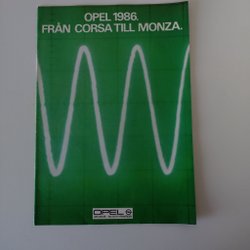 OPEL 1986.
FRÅN CORSA TILL MONZA.
OPEL